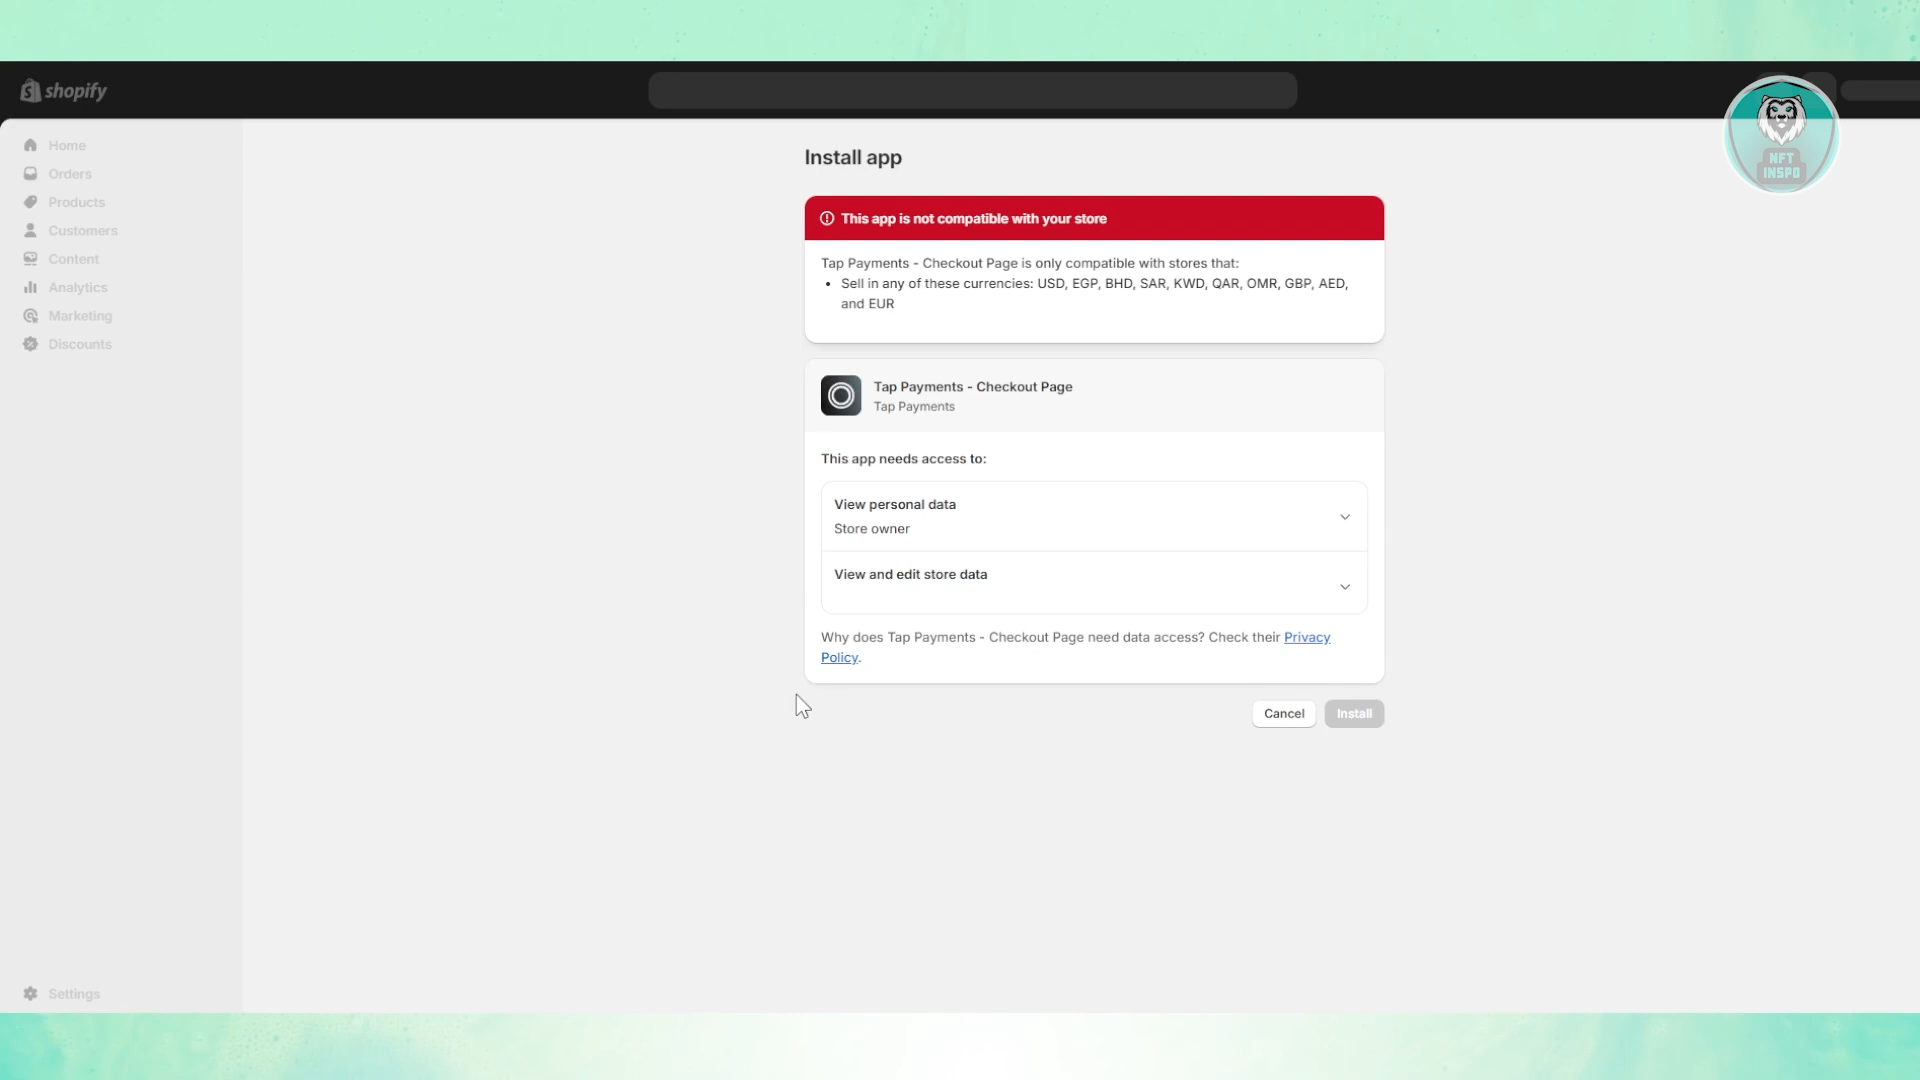 shopify
Home
Orders
Products
Customers
Content
Analytics
Marketing
Discounts
Settings
Install app
This app is not compatible with your store
Tap Payments - Checkout Page is only compatible with stores that:
• Sell in any of these currencies: USD, EGP, BHD, SAR, KWD, QAR, OMR, GBP, AED,
and EUR
Tap Payments - Checkout Page
Tap Payments
This app needs access to:
View personal data
Store owner
View and edit store data
Why does Tap Payments - Checkout Page need data access? Check their Privacy
Policy.
Cancel
Install
NFT
INSPO